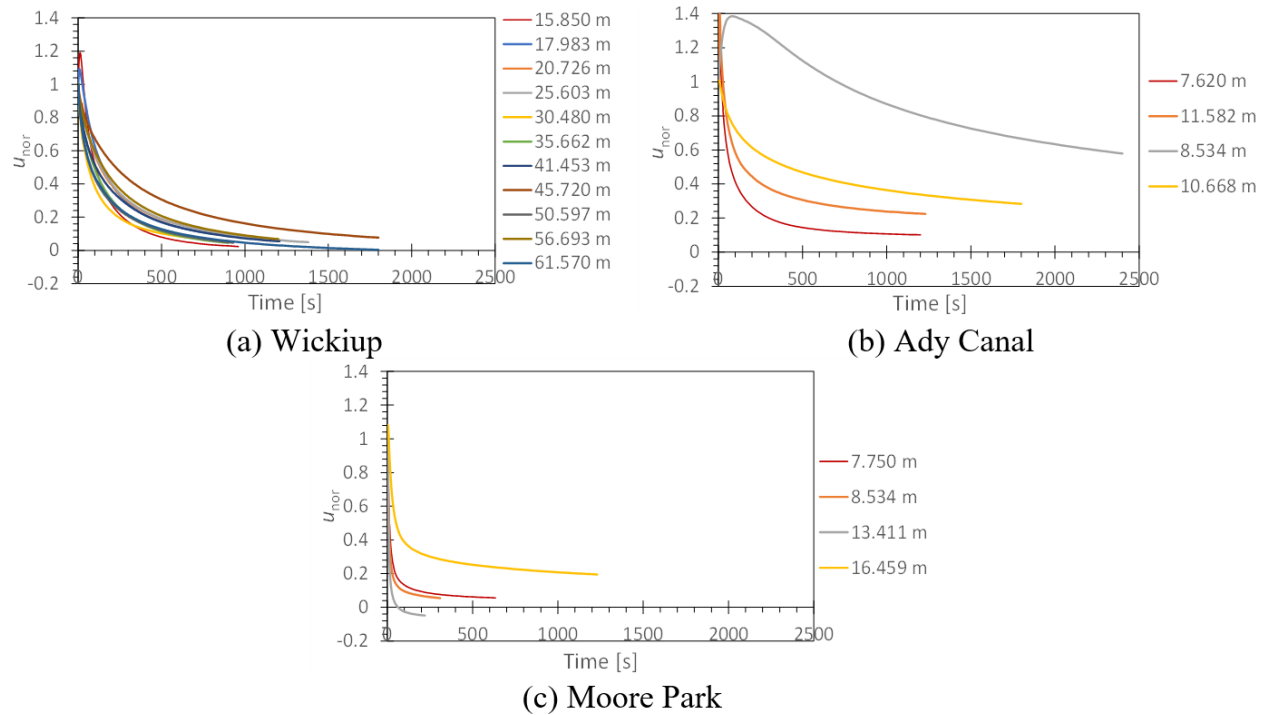 1.4
1.2
1
0.8
0.6
0.4
0.2
0
-0.2
u_nor
0 500 1000 1500 2000 2500
Time [s]
15.850 m
17.983 m
20.726 m
25.603 m
30.480 m
35.662 m
41.453 m
45.720 m
50.597 m
56.693 m
61.570 m
(a) Wickiup
1.4
1.2
1
0.8
0.6
0.4
0.2
0
-0.2
u_nor
0 500 1000 1500 2000 2500
Time [s]
7.620 m
11.582 m
8.534 m
10.668 m
(b) Ady Canal
1.4
1.2
1
0.8
0.6
0.4
0.2
0
-0.2
u_nor
0 500 1000 1500 2000 2500
Time [s]
7.750 m
8.534 m
13.411 m
16.459 m
(c) Moore Park